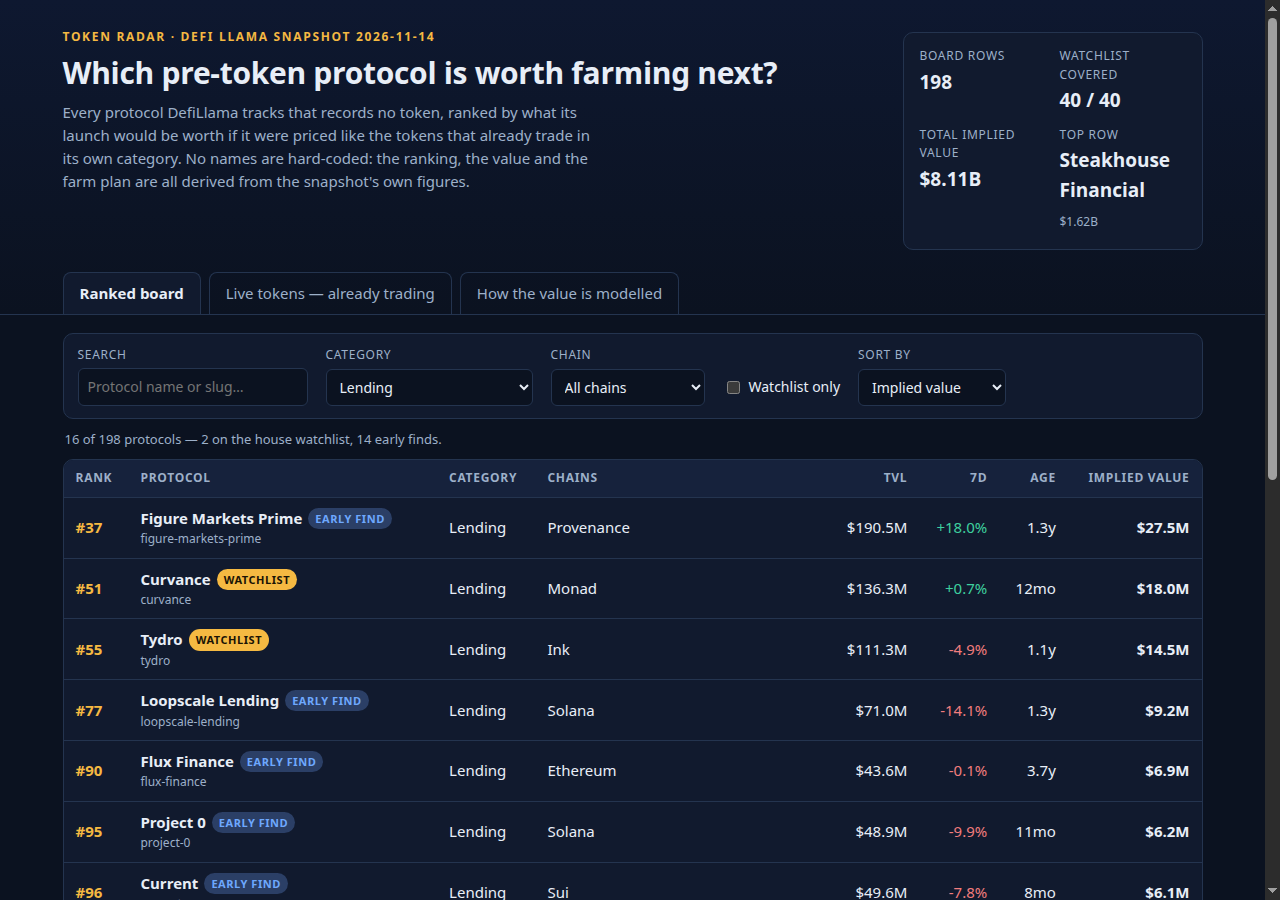 TOKEN RADAR · DEFI LLAMA SNAPSHOT 2026-11-14
Which pre-token protocol is worth farming next?
Every protocol DefiLlama tracks that records no token, ranked by what its
launch would be worth if it were priced like the tokens that already trade in
its own category. No names are hard-coded: the ranking, the value and the
farm plan are all derived from the snapshot's own figures.
BOARD ROWS
198
WATCHLIST
COVERED
40 / 40
TOTAL IMPLIED
VALUE
$8.11B
TOP ROW
Steakhouse
Financial
$1.62B
Ranked board
Live tokens — already trading
How the value is modelled
SEARCH
Protocol name or slug...
CATEGORY
Lending
CHAIN
All chains
Watchlist only
SORT BY
Implied value
16 of 198 protocols — 2 on the house watchlist, 14 early finds.
RANK PROTOCOL CATEGORY CHAINS TVL 7D AGE IMPLIED VALUE
#37 Figure Markets Prime EARLY FIND Lending Provenance $190.5M +18.0% 1.3y $27.5M
figure-markets-prime
#51 Curvance WATCHLIST Lending Monad $136.3M +0.7% 12mo $18.0M
curvance
#55 Tydro WATCHLIST Lending Ink $111.3M -4.9% 1.1y $14.5M
tydro
#77 Loopscale Lending EARLY FIND Lending Solana $71.0M -14.1% 1.3y $9.2M
loopscale-lending
#90 Flux Finance EARLY FIND Lending Ethereum $43.6M -0.1% 3.7y $6.9M
flux-finance
#95 Project 0 EARLY FIND Lending Solana $48.9M -9.9% 11mo $6.2M
project-0
#96 Current EARLY FIND Lending Sui $49.6M -7.8% 8mo $6.1M